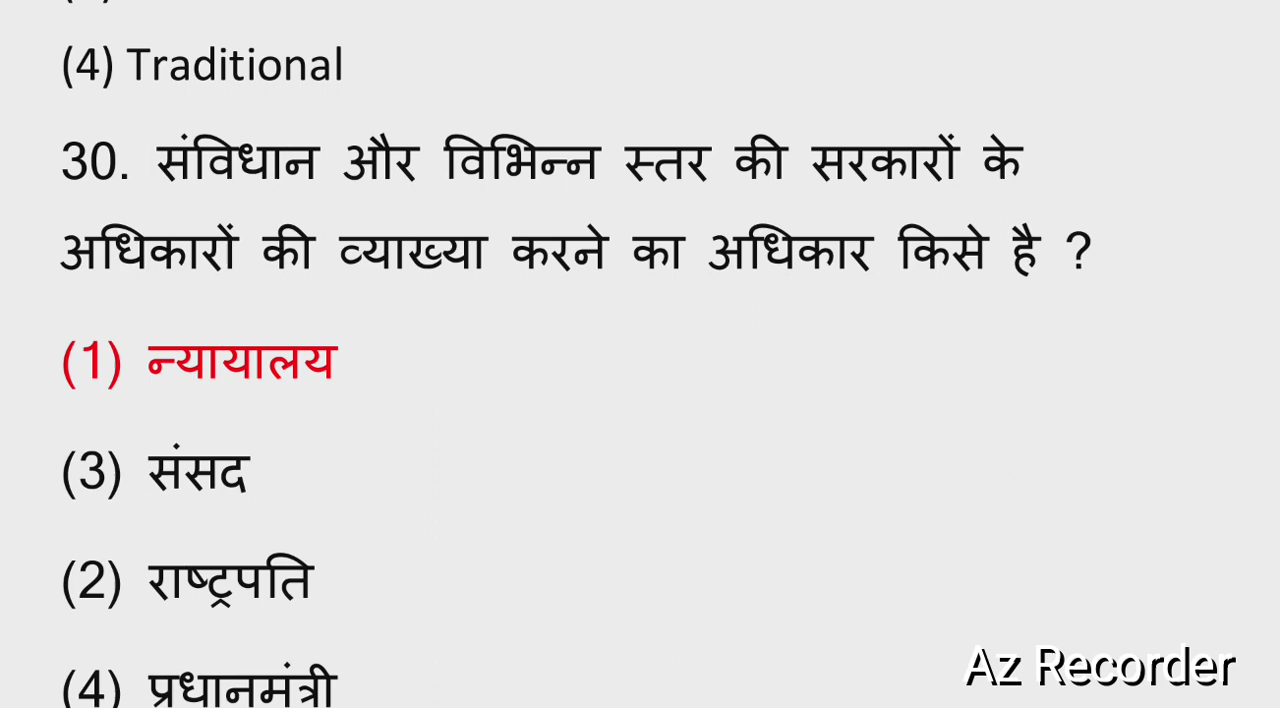 (4) Traditional
30. संविधान और विभिन्न स्तर की सरकारों के
अधिकारों की व्याख्या करने का अधिकार किसे है ?
(1) न्यायालय
(3) संसद
(2) राष्ट्रपति
(4) प्रधानमंत्री
Az Recorder